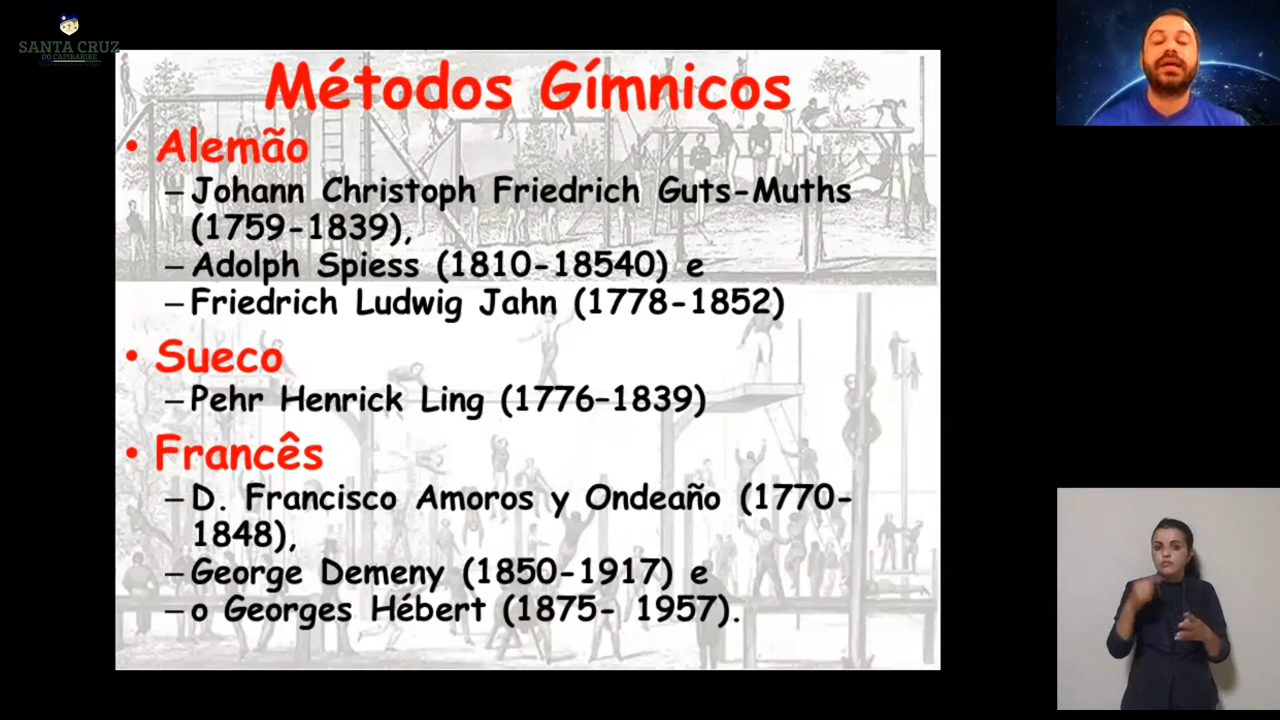 SANTA CRUZ
DO CAPIBARIBE
Métodos Gímnicos
• Alemão
– Johann Christoph Friedrich Guts-Muths
(1759-1839),
– Adolph Spiess (1810-18540) e
– Friedrich Ludwig Jahn (1778-1852)
• Sueco
– Pehr Henrick Ling (1776–1839)
• Francês
– D. Francisco Amoros y Ondeaño (1770-
1848),
– George Demeny (1850-1917) e
– o Georges Hébert (1875- 1957).